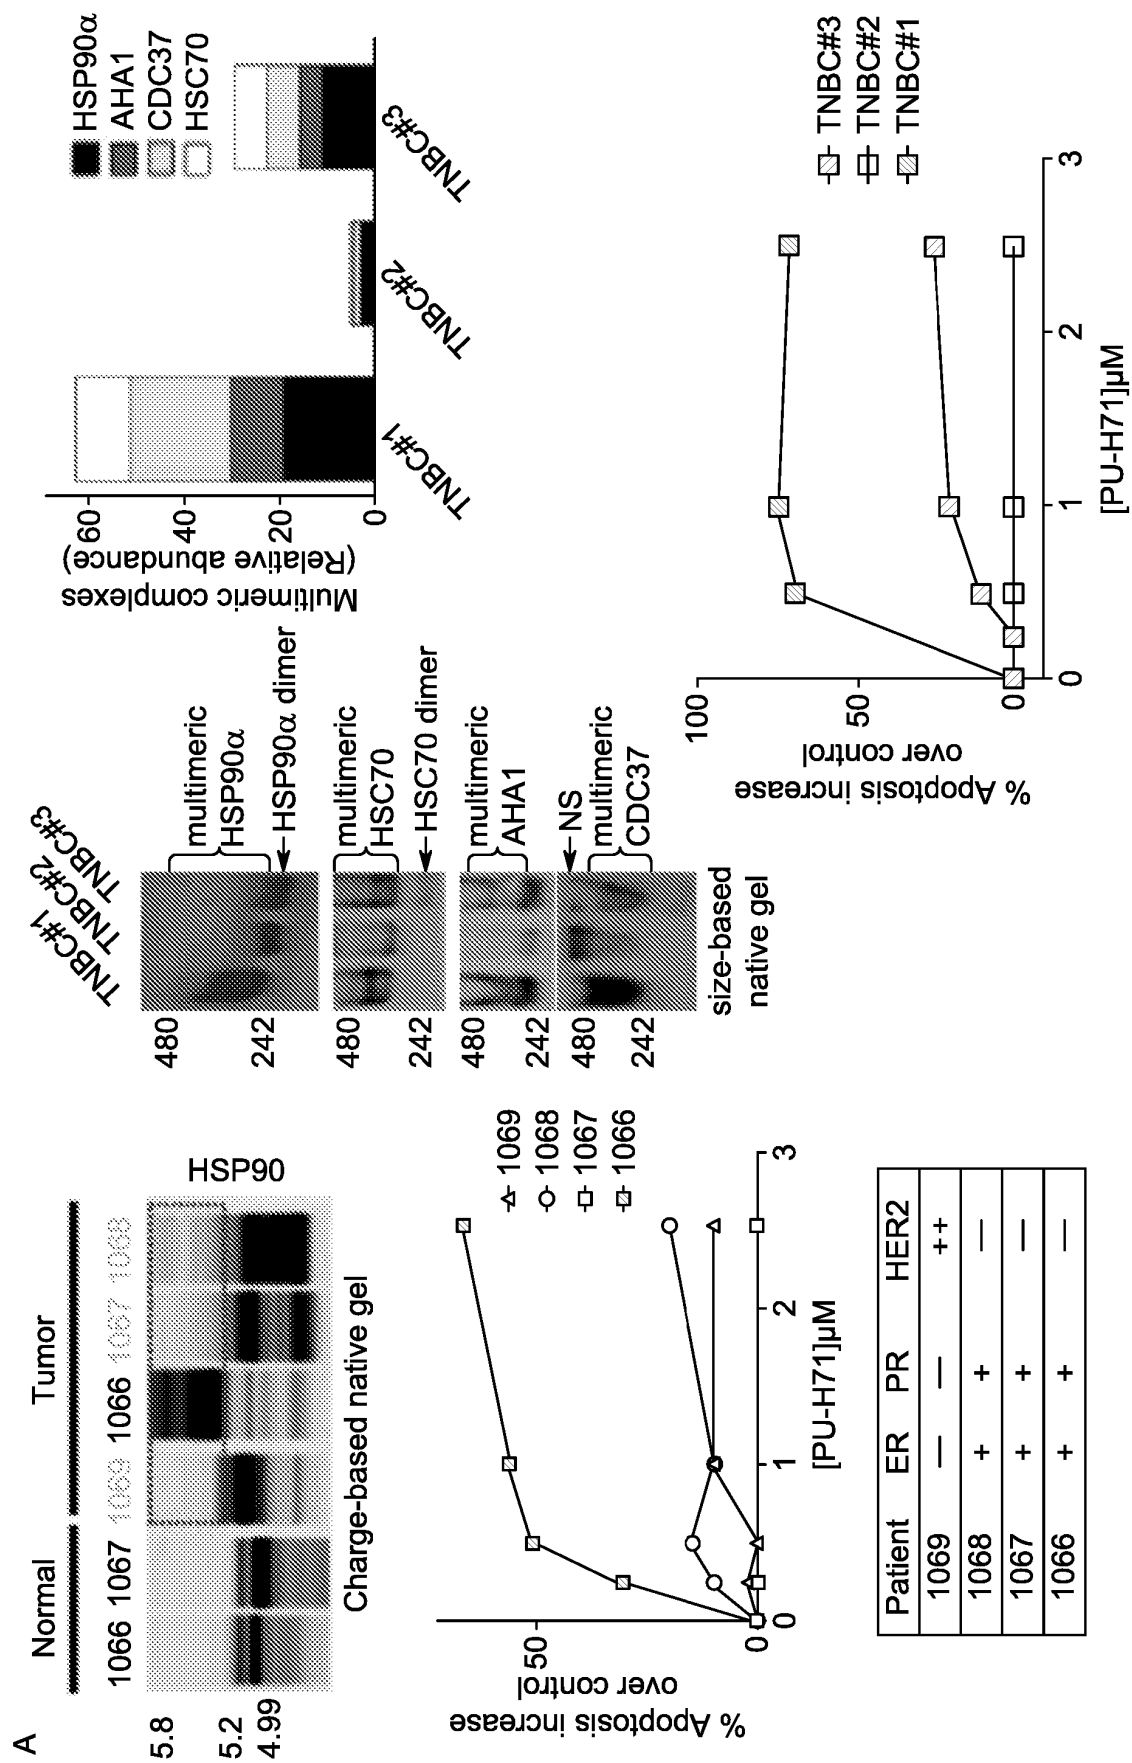 A
Normal
Tumor
1066 1067 1069 1066 1067 1068
5.8
5.2
4.99
HSP90
Charge-based native gel
% Apoptosis increase
over control
50
0
0 1 2 3
[PU-H71]µM
1069
1068
1067
1066
Patient ER PR HER2
1069 — — ++
1068 + + —
1067 + + —
1066 + + —
TNBC#1
TNBC#2
TNBC#3
480
242
multimeric
HSP90α
HSP90α dimer
480
242
multimeric
HSC70
HSC70 dimer
480
242
multimeric
AHA1
NS
480
242
multimeric
CDC37
size-based
native gel
Multimeric complexes
(Relative abundance)
60
40
20
0
TNBC#1
TNBC#2
TNBC#3
HSP90α
AHA1
CDC37
HSC70
% Apoptosis increase
over control
100
50
0
0 1 2 3
[PU-H71]µM
TNBC#3
TNBC#2
TNBC#1